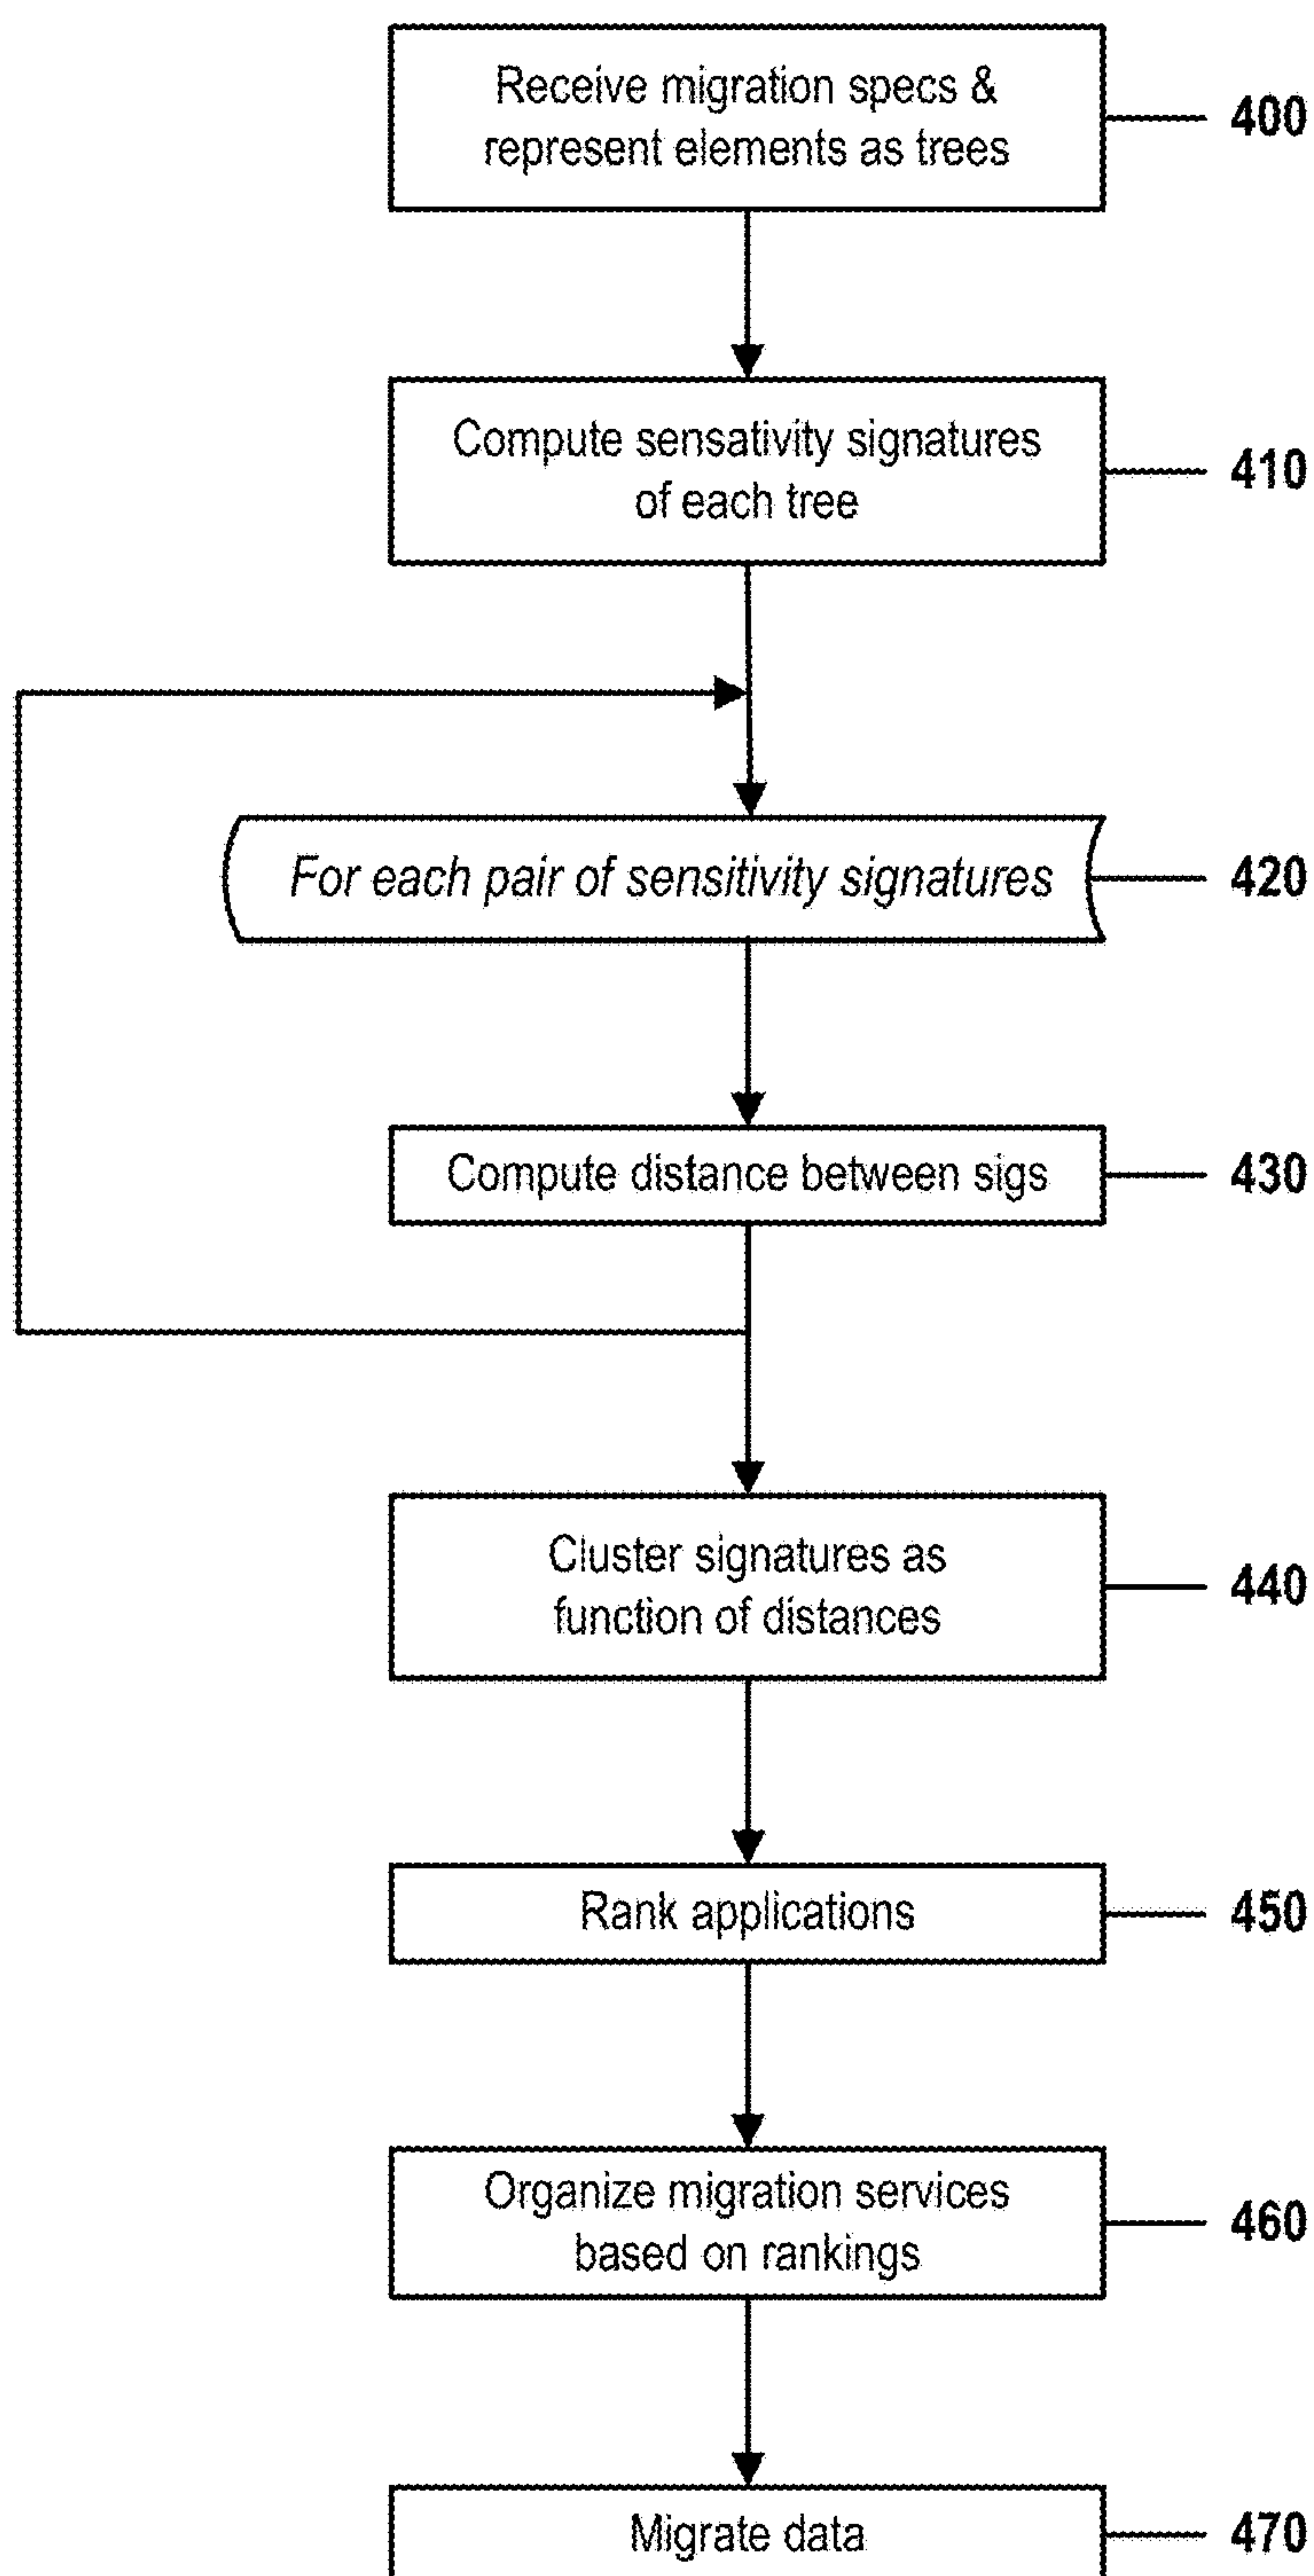 Receive migration specs &
represent elements as trees
400
Compute sensativity signatures
of each tree
410
For each pair of sensitivity signatures
420
Compute distance between sigs
430
Cluster signatures as
function of distances
440
Rank applications
450
Organize migration services
based on rankings
460
Migrate data
470